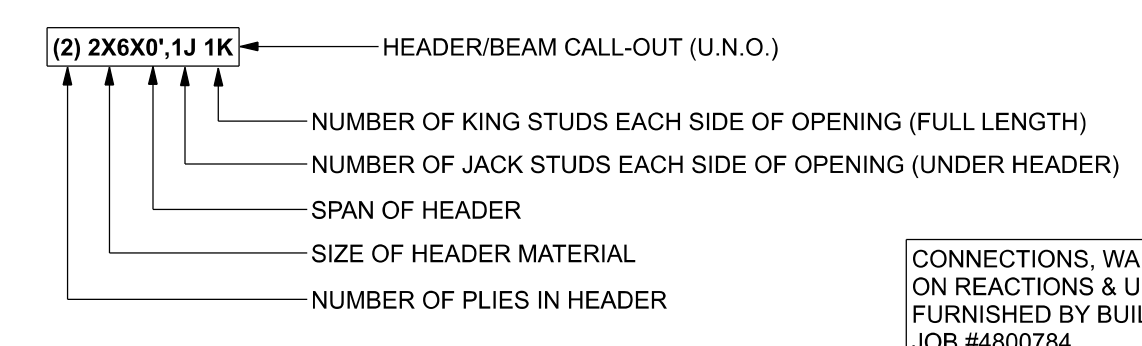 (2) 2X6X0',1J 1K
HEADER/BEAM CALL-OUT (U.N.O.)
NUMBER OF KING STUDS EACH SIDE OF OPENING (FULL LENGTH)
NUMBER OF JACK STUDS EACH SIDE OF OPENING (UNDER HEADER)
SPAN OF HEADER
SIZE OF HEADER MATERIAL
NUMBER OF PLIES IN HEADER
CONNECTIONS, WA
ON REACTIONS & U
FURNISHED BY BUIL
JOB #4800784